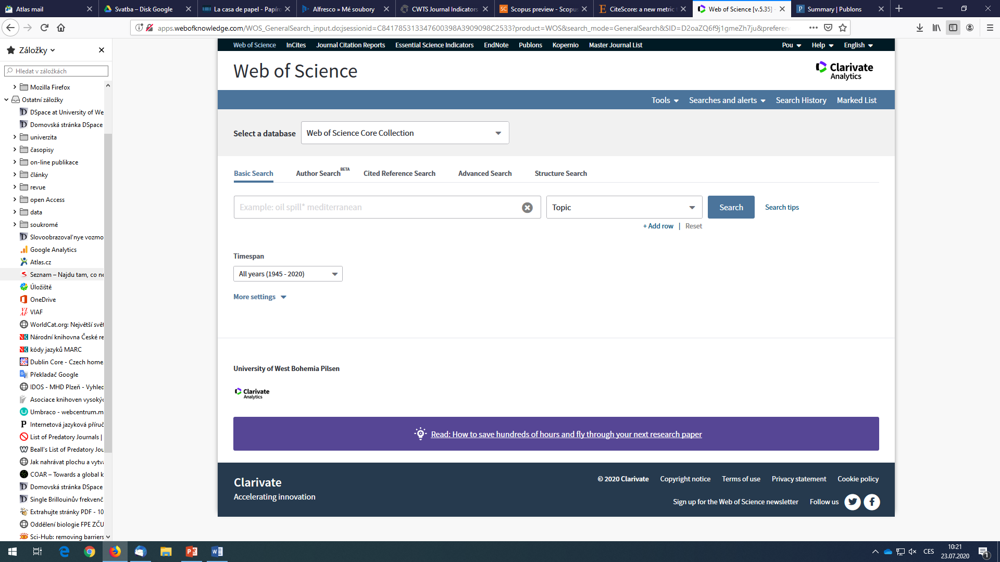 Atlas mail
Svatba – Disk Google
La casa de papel - Papír
Alfresco » Mé soubory
CWTS Journal Indicators
Scopus preview - Scopus
CiteScore: a new metric
Web of Science [v.5.35] -
Summary | Publons
apps.webofknowledge.com/WOS_GeneralSearch_input.do;jsessionid=C841785313347600398A3909098C2533?product=WOS&search_mode=GeneralSearch&SID=D2oaZQ6f9j1gmeZh7ju&preferen
Záložky
Hledat v záložkách
Mozilla Firefox
Ostatní záložky
DSpace at University of We
Domovská stránka DSpace
univerzita
časopisy
on-line publikace
články
revue
open Access
data
soukromé
Slovoobrazoval'nye vozmo
Google Analytics
Atlas.cz
Seznam – Najdu tam, co ne
Úložiště
OneDrive
VIAF
WorldCat.org: Největší svět
Národní knihovna České re
kódy jazyků MARC
Dublin Core - Czech home
Překladač Google
IDOS - MHD Plzeň - Vyhled
Asociace knihoven vysokýc
Umbraco - webcentrum.m
Internetová jazyková příruč
List of Predatory Journals |
Beall's List of Predatory Jou
Jak nahrávat plochu a vytvá
COAR – Towards a global k
Domovská stránka DSpace
Single Brillouinův frekvenč
Extrahujte stránky PDF - 10
Oddělení biologie FPE ZČU
Sci-Hub: removing barriers
Web of Science InCites Journal Citation Reports Essential Science Indicators EndNote Publons Kopernio Master Journal List Pou Help English
Web of Science
Clarivate
Analytics
Tools Searches and alerts Search History Marked List
Select a database Web of Science Core Collection
Basic Search Author Search BETA Cited Reference Search Advanced Search Structure Search
Example: oil spill* mediterranean Topic Search Search tips
+ Add row | Reset
Timespan
All years (1945 - 2020)
More settings
University of West Bohemia Pilsen
Clarivate
Analytics
Read: How to save hundreds of hours and fly through your next research paper
Clarivate
Accelerating innovation
© 2020 Clarivate Copyright notice Terms of use Privacy statement Cookie policy
Sign up for the Web of Science newsletter Follow us
CES
10:21
23.07.2020
1